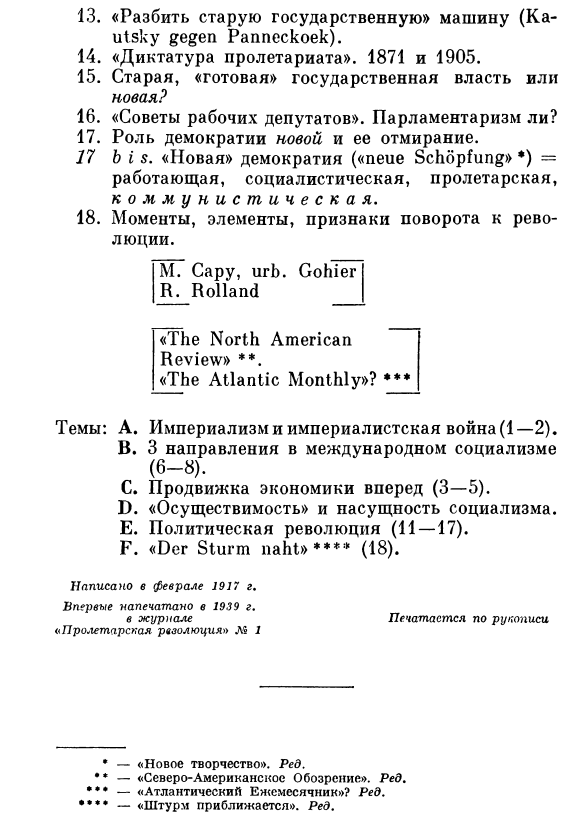 13. «Разбить старую государственную» машину (Ka-
utsky gegen Panneckoek).
14. «Диктатура пролетариата». 1871 и 1905.
15. Старая, «готовая» государственная власть или
новая?
16. «Советы рабочих депутатов». Парламентаризм ли?
17. Роль демократии новой и ее отмирание.
17 bis. «Новая» демократия («neue Schöpfung» *) =
работающая, социалистическая, пролетарская,
коммунистическая.
18. Моменты, элементы, признаки поворота к рево-
люции.
M. Capy, urb. Gohier
R. Rolland
«The North American
Review» **.
«The Atlantic Monthly»? ***
Темы: A. Империализм и империалистская война (1—2).
B. 3 направления в международном социализме
(6—8).
C. Продвижка экономики вперед (3—5).
D. «Осуществимость» и насущность социализма.
E. Политическая революция (11—17).
F. «Der Sturm naht» **** (18).
Написано в феврале 1917 г.
Впервые напечатано в 1939 г.
в журнале
«Пролетарская революция» № 1
Печатается по рукописи
* — «Новое творчество». Ред.
** — «Северо-Американское Обозрение». Ред.
*** — «Атлантический Ежемесячник»? Ред.
**** — «Штурм приближается». Ред.